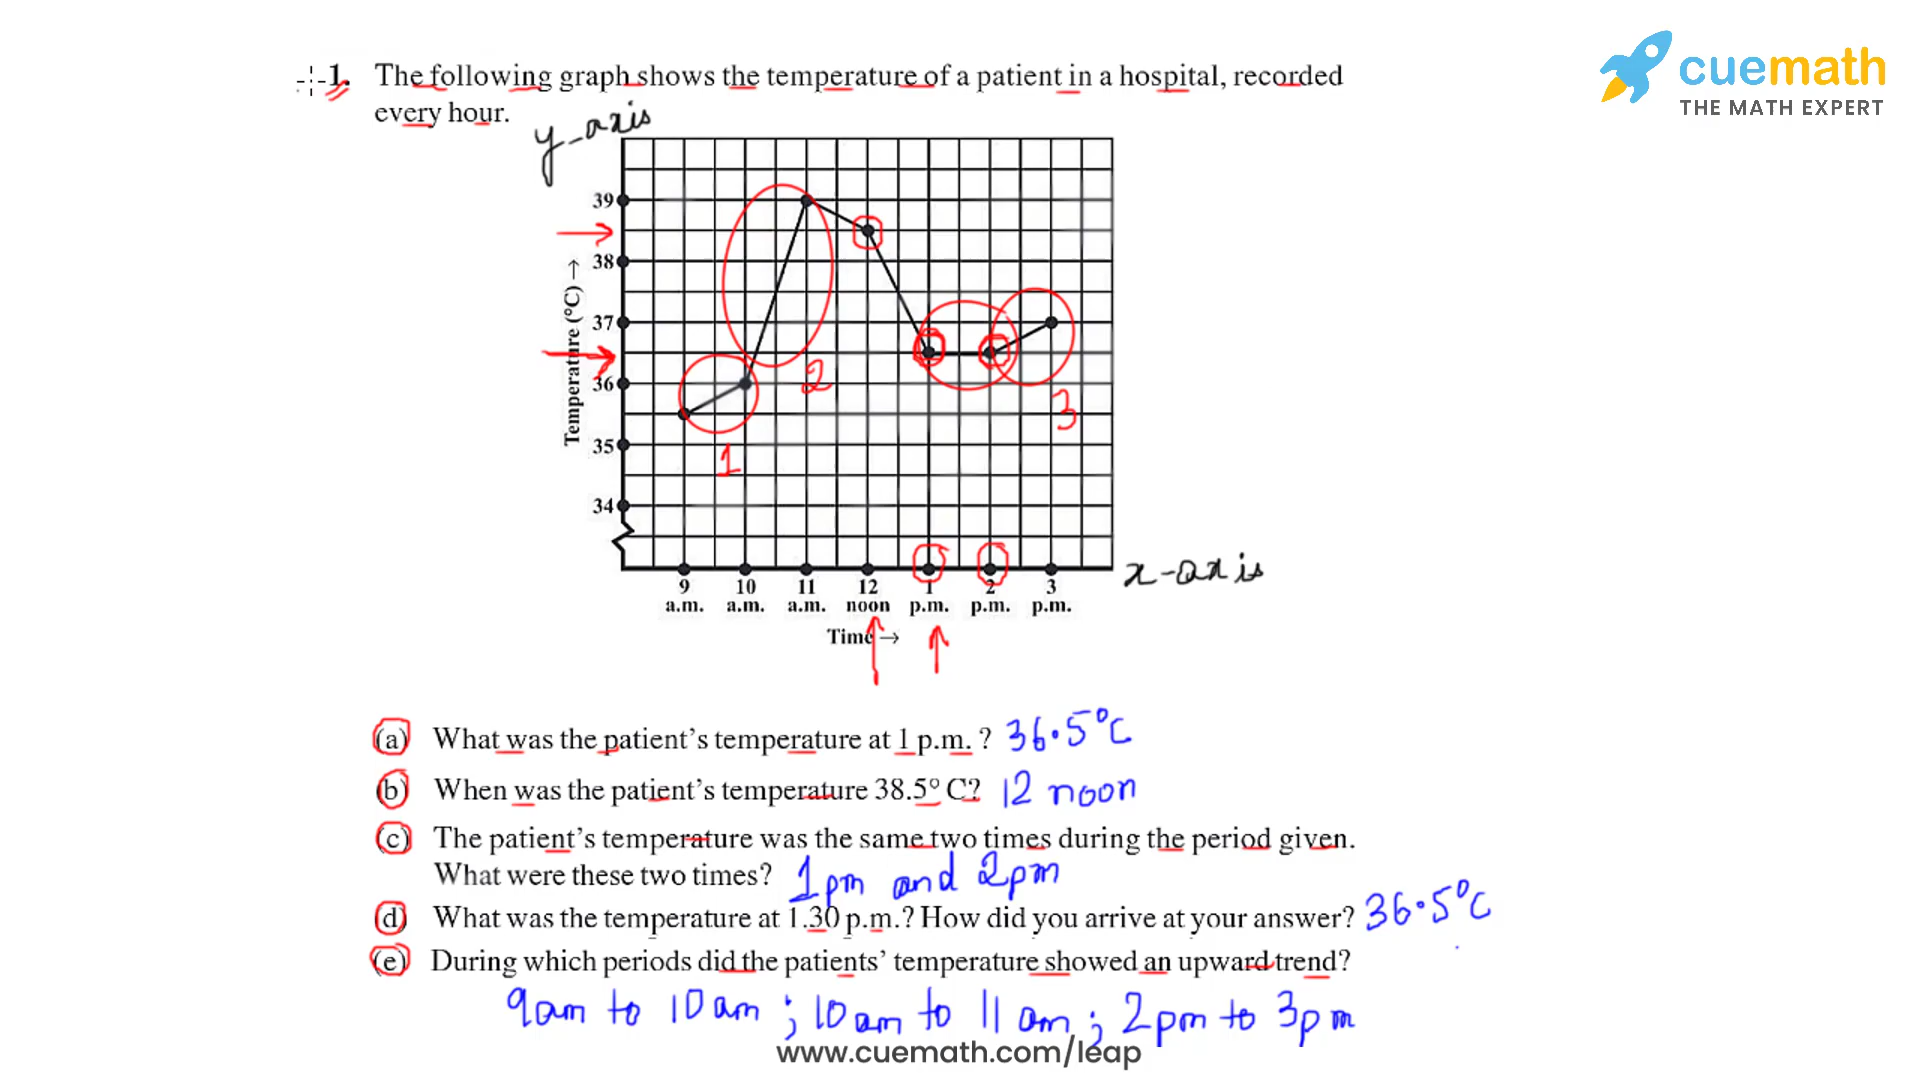 cuemath
THE MATH EXPERT
1. The following graph shows the temperature of a patient in a hospital, recorded
every hour.
y-axis
39
38
37
36
35
34
Temperature (°C) →
1
2
3
9 10 11 12 1 2 3
a.m. a.m. a.m. noon p.m. p.m. p.m.
Time →
x-axis
(a) What was the patient's temperature at 1 p.m. ? 36.5°C
(b) When was the patient's temperature 38.5° C? 12 noon
(c) The patient's temperature was the same two times during the period given.
What were these two times? 1pm and 2pm
(d) What was the temperature at 1.30 p.m.? How did you arrive at your answer? 36.5°C
(e) During which periods did the patients' temperature showed an upward trend?
9am to 10am ; 10am to 11 am ; 2pm to 3pm
www.cuemath.com/leap